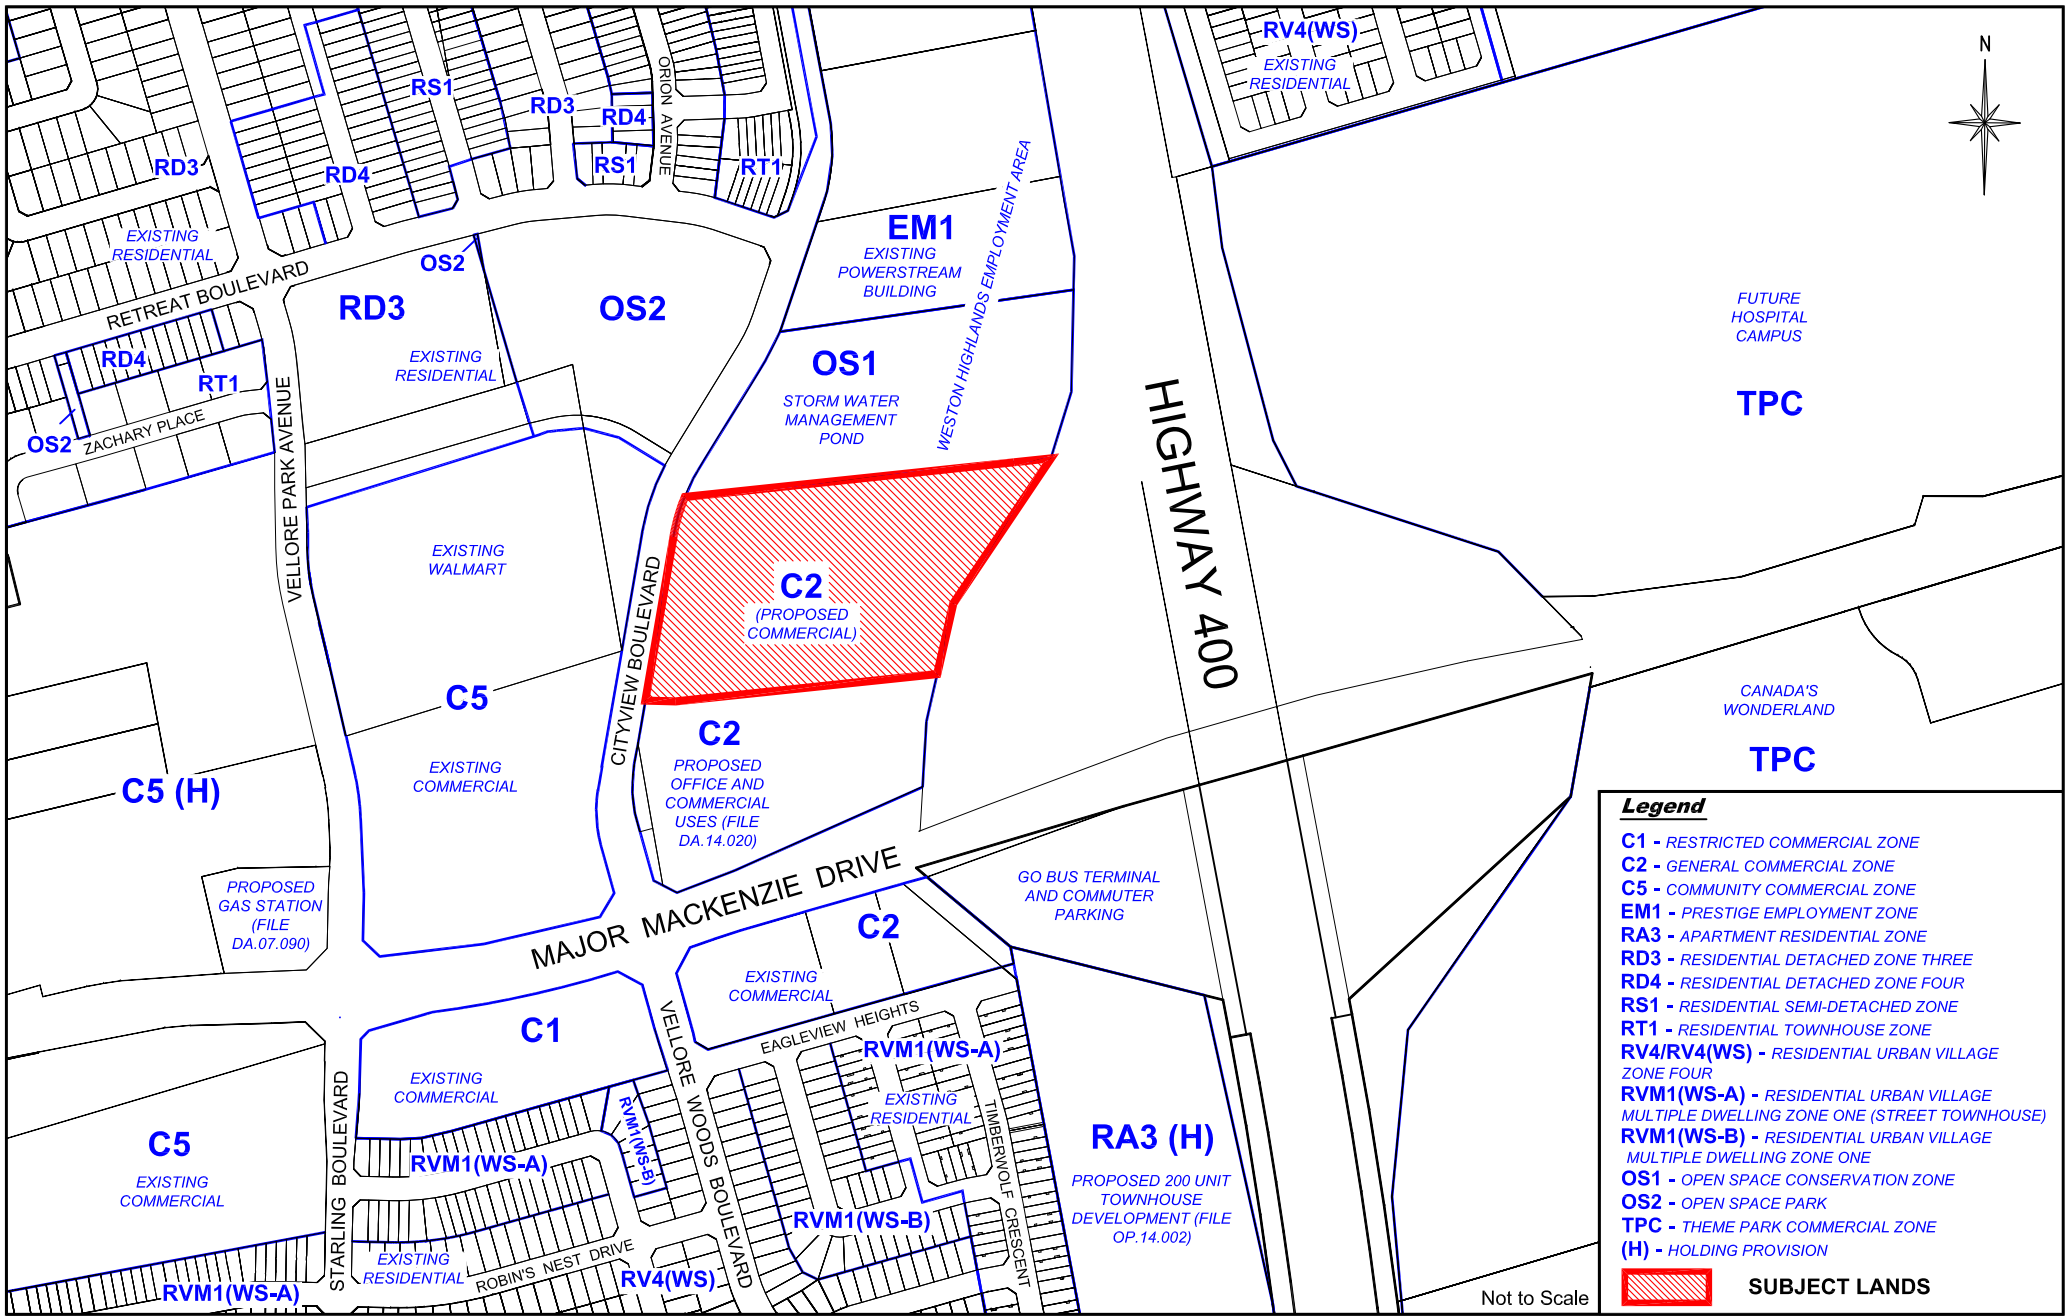 RV4(WS)
EXISTING
RESIDENTIAL
N
RS1
RD3
RD4
ORION AVENUE
RS1
RT1
RD3
RD4
EXISTING
RESIDENTIAL
RETREAT BOULEVARD
OS2
RD3
EXISTING
RESIDENTIAL
OS2
EM1
EXISTING
POWERSTREAM
BUILDING
WESTON HIGHLANDS EMPLOYMENT AREA
FUTURE
HOSPITAL
CAMPUS
TPC
RD4
RT1
OS2
ZACHARY PLACE
VELLORE PARK AVENUE
OS1
STORM WATER
MANAGEMENT
POND
HIGHWAY 400
EXISTING
WALMART
CITYVIEW BOULEVARD
C2
(PROPOSED
COMMERCIAL)
C5
EXISTING
COMMERCIAL
C2
PROPOSED
OFFICE AND
COMMERCIAL
USES (FILE
DA.14.020)
CANADA'S
WONDERLAND
TPC
C5 (H)
PROPOSED
GAS STATION
(FILE
DA.07.090)
MAJOR MACKENZIE DRIVE
GO BUS TERMINAL
AND COMMUTER
PARKING
C2
EXISTING
COMMERCIAL
EAGLEVIEW HEIGHTS
C1
EXISTING
COMMERCIAL
VELLORE WOODS BOULEVARD
RVM1(WS-A)
EXISTING
RESIDENTIAL
TIMBERWOLF CRESCENT
RVM1(WS-B)
RVM1(WS-A)
STARLING BOULEVARD
C5
EXISTING
COMMERCIAL
RVM1(WS-B)
RA3 (H)
PROPOSED 200 UNIT
TOWNHOUSE
DEVELOPMENT (FILE
OP.14.002)
EXISTING
RESIDENTIAL
ROBIN'S NEST DRIVE
RV4(WS)
RVM1(WS-A)
Not to Scale
Legend
C1 - RESTRICTED COMMERCIAL ZONE
C2 - GENERAL COMMERCIAL ZONE
C5 - COMMUNITY COMMERCIAL ZONE
EM1 - PRESTIGE EMPLOYMENT ZONE
RA3 - APARTMENT RESIDENTIAL ZONE
RD3 - RESIDENTIAL DETACHED ZONE THREE
RD4 - RESIDENTIAL DETACHED ZONE FOUR
RS1 - RESIDENTIAL SEMI-DETACHED ZONE
RT1 - RESIDENTIAL TOWNHOUSE ZONE
RV4/RV4(WS) - RESIDENTIAL URBAN VILLAGE
ZONE FOUR
RVM1(WS-A) - RESIDENTIAL URBAN VILLAGE
MULTIPLE DWELLING ZONE ONE (STREET TOWNHOUSE)
RVM1(WS-B) - RESIDENTIAL URBAN VILLAGE
MULTIPLE DWELLING ZONE ONE
OS1 - OPEN SPACE CONSERVATION ZONE
OS2 - OPEN SPACE PARK
TPC - THEME PARK COMMERCIAL ZONE
(H) - HOLDING PROVISION
SUBJECT LANDS